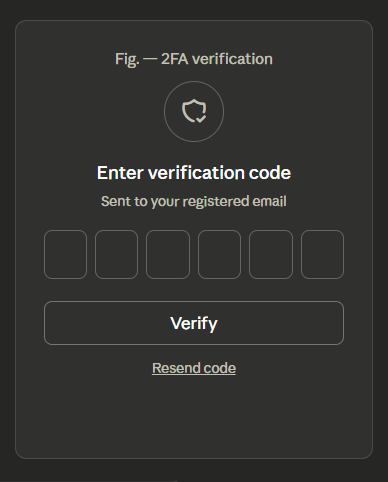 Fig. — 2FA verification
Enter verification code
Sent to your registered email
Verify
Resend code